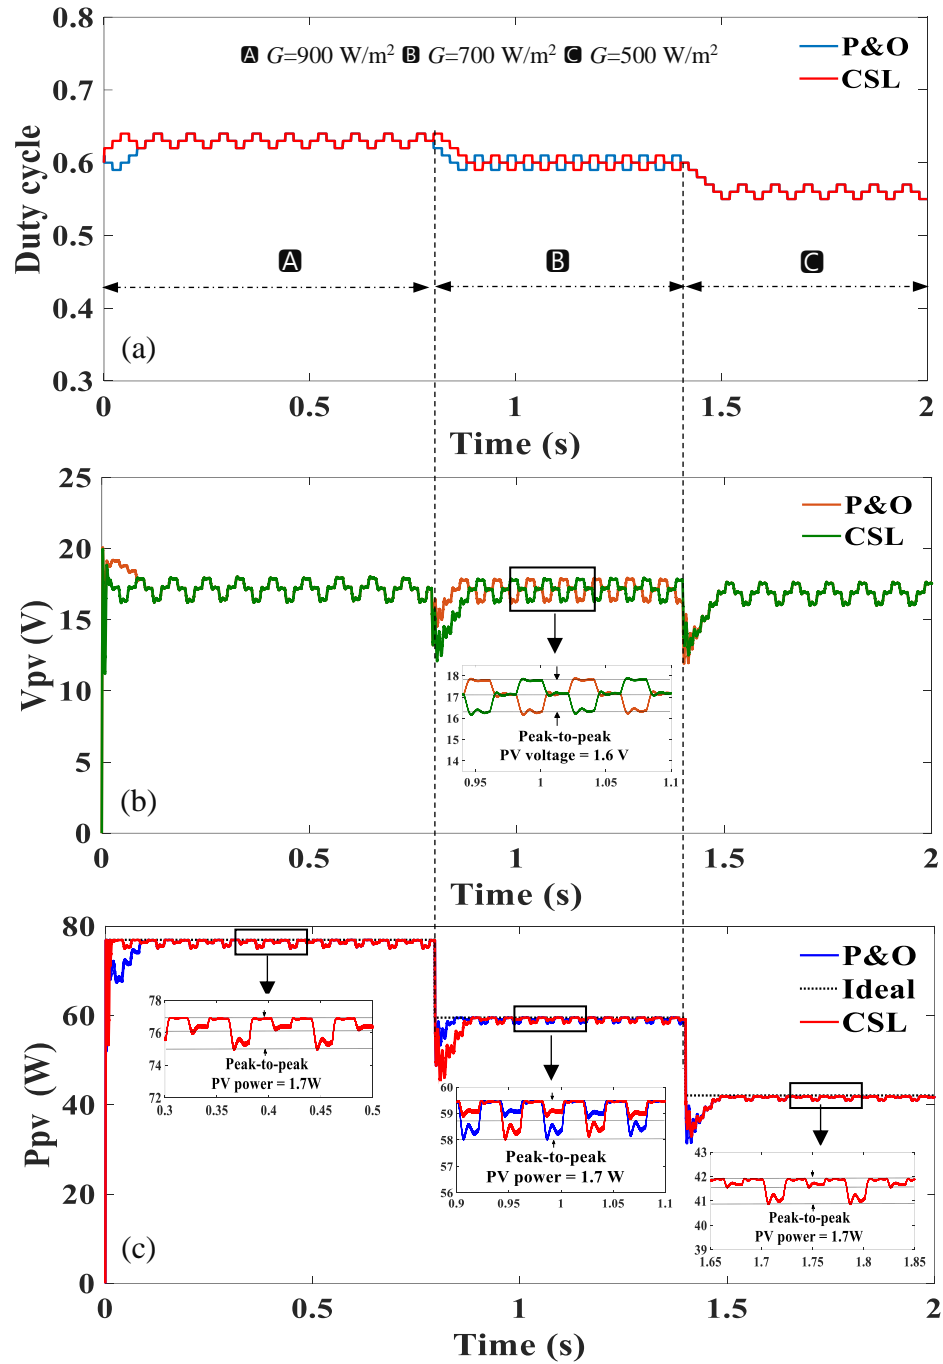 0.8
0.7
0.6
0.5
0.4
0.3
Duty cycle
A G=900 W/m² B G=700 W/m² C G=500 W/m²
P&O
CSL
A
B
C
(a)
0 0.5 1 1.5 2
Time (s)
25
20
15
10
5
0
Vpv (V)
P&O
CSL
18
17
16
15
14
Peak-to-peak
PV voltage = 1.6 V
0.95 1 1.05 1.1
(b)
0 0.5 1 1.5 2
Time (s)
80
60
40
20
0
Ppv (W)
P&O
Ideal
CSL
78
77
76
75
74
73
72
Peak-to-peak
PV power = 1.7W
0.3 0.35 0.4 0.45 0.5
60
59
58
57
56
Peak-to-peak
PV power = 1.7 W
0.9 0.95 1 1.05 1.1
43
42
41
40
39
Peak-to-peak
PV power = 1.7W
1.65 1.7 1.75 1.8 1.85
(c)
0 0.5 1 1.5 2
Time (s)